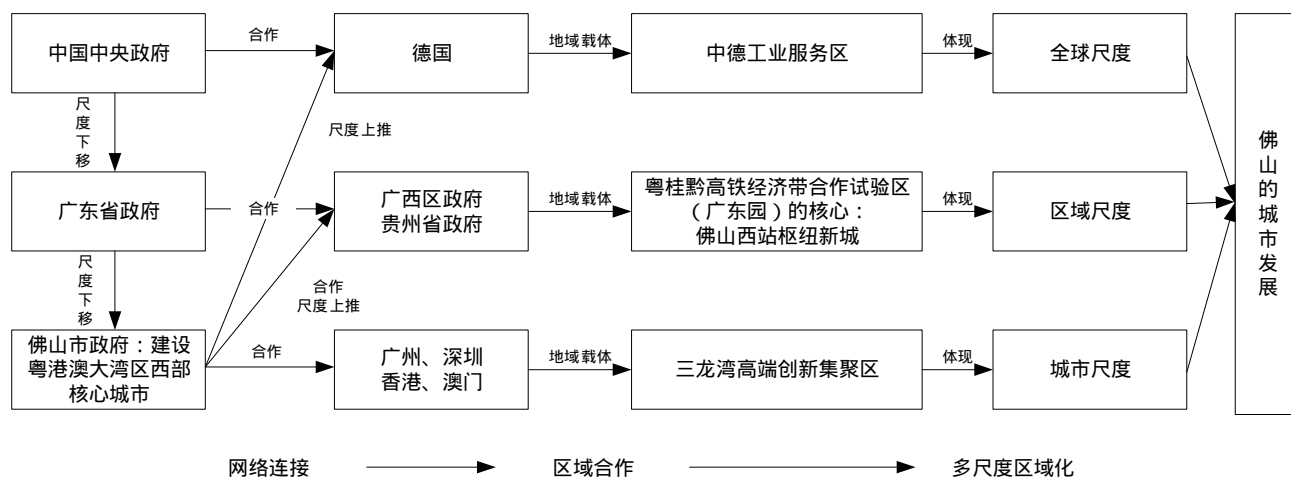 中国中央政府
合作
德国
地域载体
中德工业服务区
体现
全球尺度
尺
度
下
移
尺度上推
广东省政府
合作
广西区政府
贵州省政府
地域载体
粤桂黔高铁经济带合作试验区
（广东园）的核心：
佛山西站枢纽新城
体现
区域尺度
尺
度
下
移
合作
尺度上推
佛山市政府：建设
粤港澳大湾区西部
核心城市
合作
广州、深圳
香港、澳门
地域载体
三龙湾高端创新集聚区
体现
城市尺度
佛
山
的
城
市
发
展
网络连接
区域合作
多尺度区域化